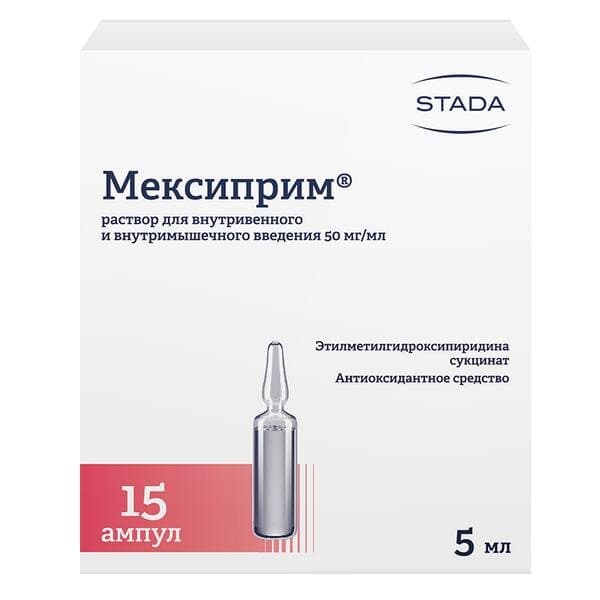 STADA
Мексиприм®
раствор для внутривенного
и внутримышечного введения 50 мг/мл
Этилметилгидроксипиридина
сукцинат
Антиоксидантное средство
15
ампул
5 мл